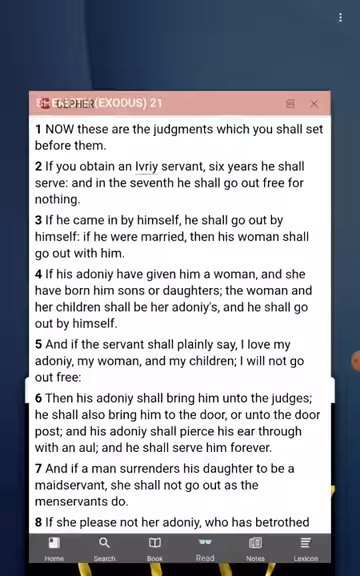 (EXODUS) 21
1 NOW these are the judgments which you shall set
before them.
2 If you obtain an Ivriy servant, six years he shall
serve: and in the seventh he shall go out free for
nothing.
3 If he came in by himself, he shall go out by
himself: if he were married, then his woman shall
go out with him.
4 If his adoniy have given him a woman, and she
have born him sons or daughters; the woman and
her children shall be her adoniy's, and he shall go
out by himself.
5 And if the servant shall plainly say, I love my
adoniy, my woman, and my children; I will not go
out free:
6 Then his adoniy shall bring him unto the judges;
he shall also bring him to the door, or unto the door
post; and his adoniy shall pierce his ear through
with an aul; and he shall serve him forever.
7 And if a man surrenders his daughter to be a
maidservant, she shall not go out as the
menservants do.
8 If she please not her adoniy, who has betrothed
Home Search Book Read Notes Lexicon